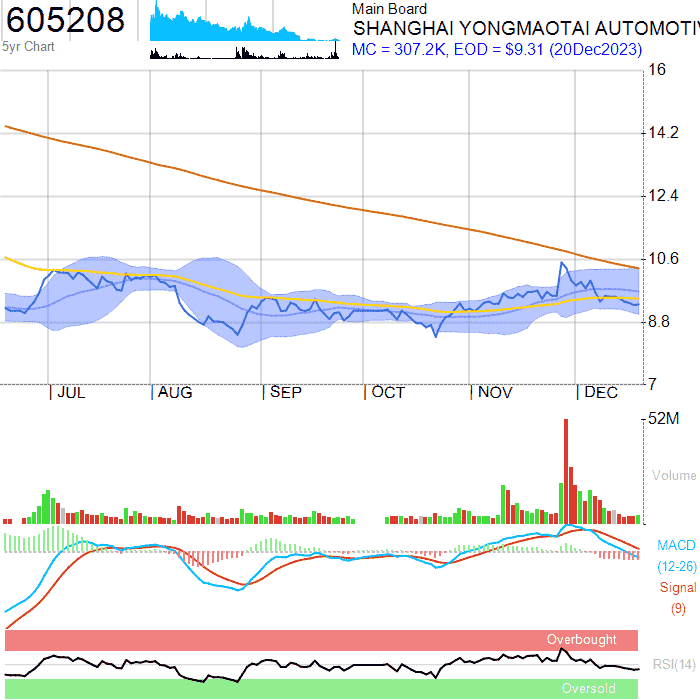 605208
5yr Chart
Main Board
SHANGHAI YONGMAOTAI AUTOMOTIV
MC = 307.2K, EOD = $9.31 (20Dec2023)
16
14.2
12.4
10.6
8.8
7
JUL
AUG
SEP
OCT
NOV
DEC
52M
Volume
MACD
(12-26)
Signal
(9)
Overbought
RSI(14)
Oversold